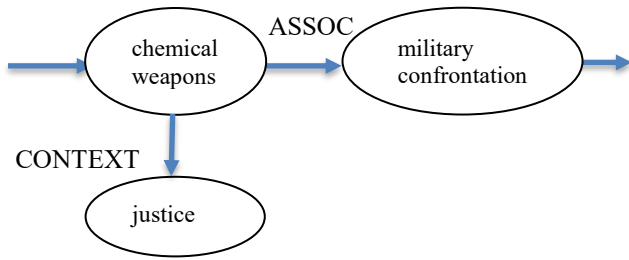 ASSOC
chemical
weapons
military
confrontation
CONTEXT
justice